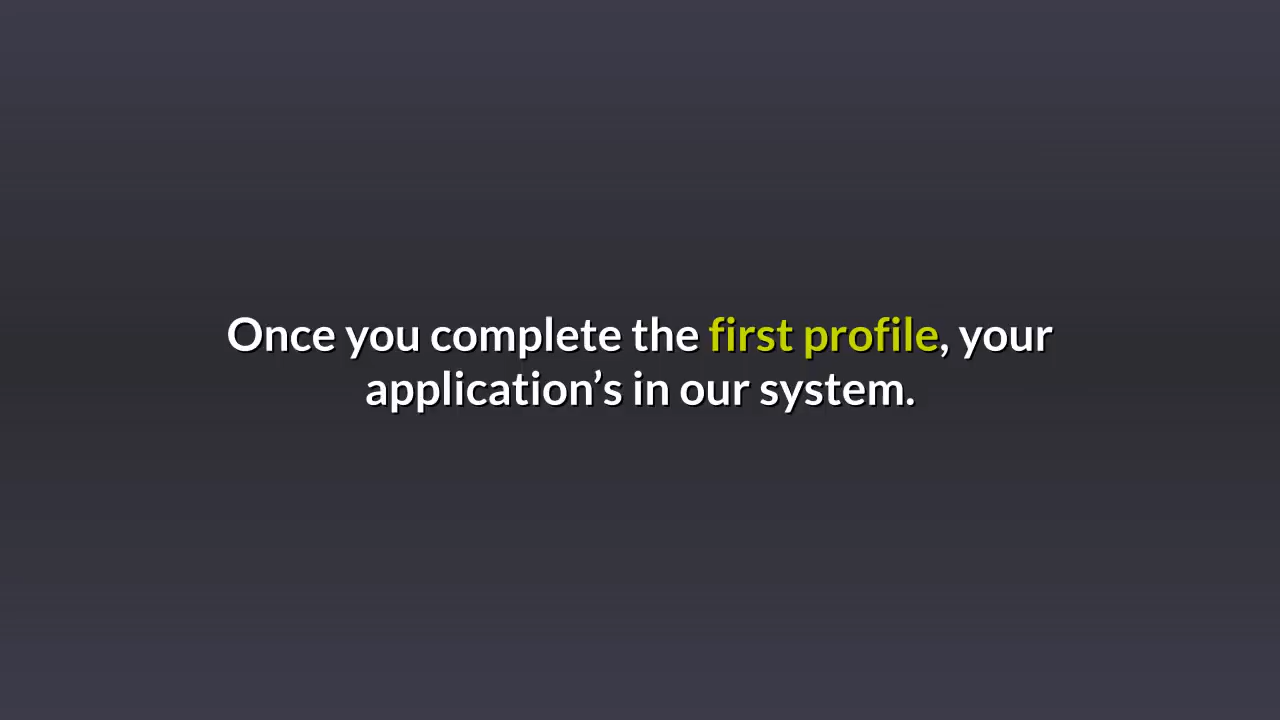 Once you complete the first profile, your
application’s in our system.